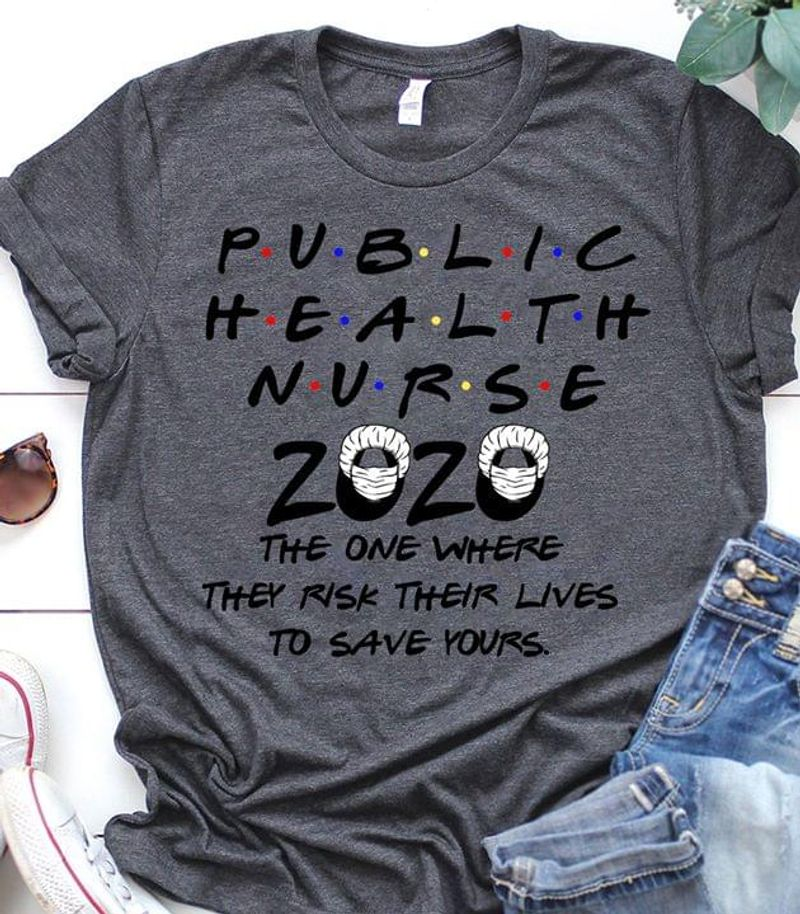 P•U•B•L•I•C
H•E•A•L•T•H
N•U•R•S•E
2020
THE ONE WHERE
THEY RISK THEIR LIVES
TO SAVE YOURS.